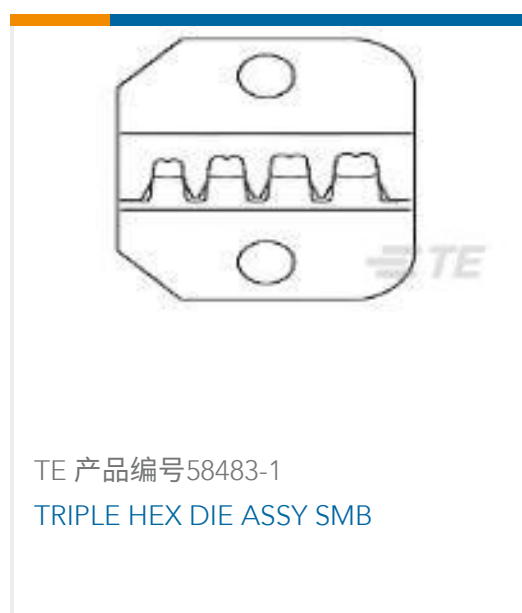 TE
TE 产品编号58483-1
TRIPLE HEX DIE ASSY SMB